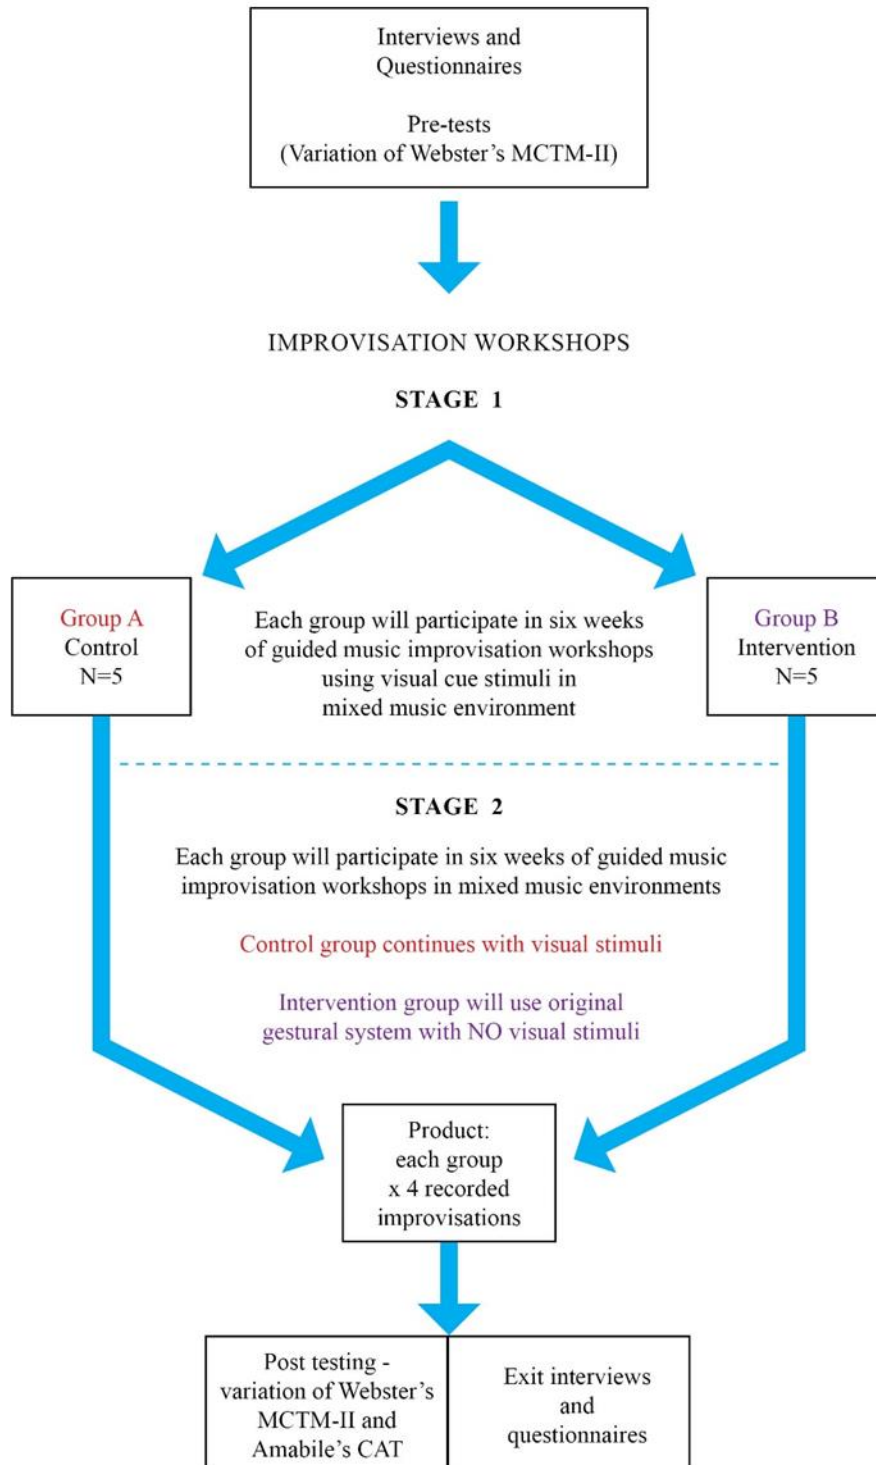 Interviews and
Questionnaires
Pre-tests
(Variation of Webster’s MCTM-II)
IMPROVISATION WORKSHOPS
STAGE 1
Group A
Control
N=5
Each group will participate in six weeks
of guided music improvisation workshops
using visual cue stimuli in
mixed music environment
Group B
Intervention
N=5
STAGE 2
Each group will participate in six weeks of guided music
improvisation workshops in mixed music environments
Control group continues with visual stimuli
Intervention group will use original
gestural system with NO visual stimuli
Product:
each group
x 4 recorded
improvisations
Post testing -
variation of Webster’s
MCTM-II and
Amabile’s CAT
Exit interviews
and
questionnaires